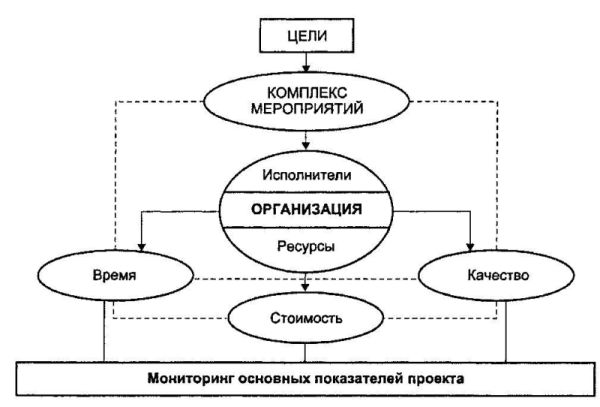 ЦЕЛИ
КОМПЛЕКС
МЕРОПРИЯТИЙ
Исполнители
ОРГАНИЗАЦИЯ
Ресурсы
Время
Качество
Стоимость
Мониторинг основных показателей проекта